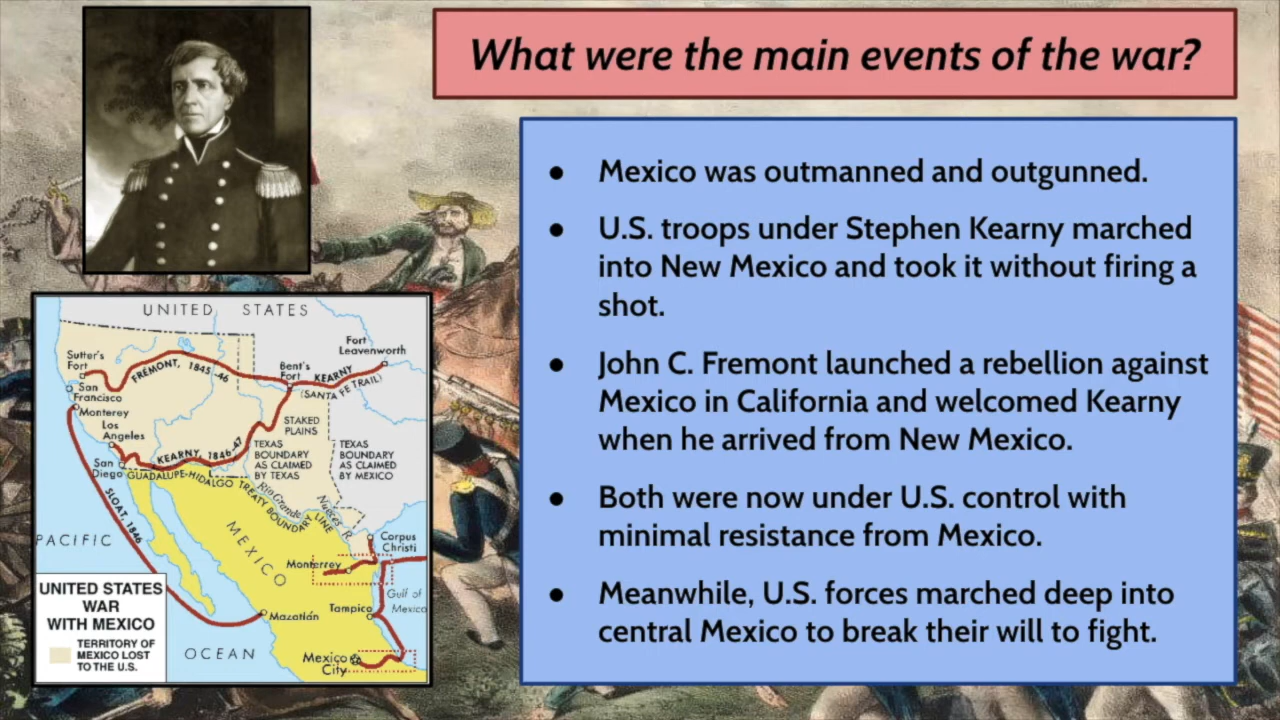 What were the main events of the war?
● Mexico was outmanned and outgunned.
● U.S. troops under Stephen Kearny marched
into New Mexico and took it without firing a
shot.
● John C. Fremont launched a rebellion against
Mexico in California and welcomed Kearny
when he arrived from New Mexico.
● Both were now under U.S. control with
minimal resistance from Mexico.
● Meanwhile, U.S. forces marched deep into
central Mexico to break their will to fight.
UNITED STATES
Fort
Leavenworth
Sutter's
Fort
FRÉMONT, 1845-46
Bent's
Fort
KEARNY
(SANTA FE TRAIL)
San
Francisco
Monterey
Los
Angeles
STAKED
PLAINS
KEARNY, 1846-47
TEXAS
BOUNDARY
AS CLAIMED
BY TEXAS
TEXAS
BOUNDARY
AS CLAIMED
BY MEXICO
San
Diego
GUADALUPE-HIDALGO TREATY BOUNDARY LINE
Rio Grande
Nueces R
SLOAT, 1846
PACIFIC
MEXICO
Corpus
Christi
Monterrey
Gulf of
Mexico
Mazatlán
Tampico
OCEAN
Mexico
City
UNITED STATES
WAR
WITH MEXICO
TERRITORY OF
MEXICO LOST
TO THE U.S.